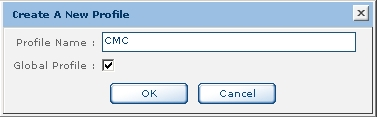 Create A New Profile
Profile Name : CMC
Global Profile :
OK Cancel